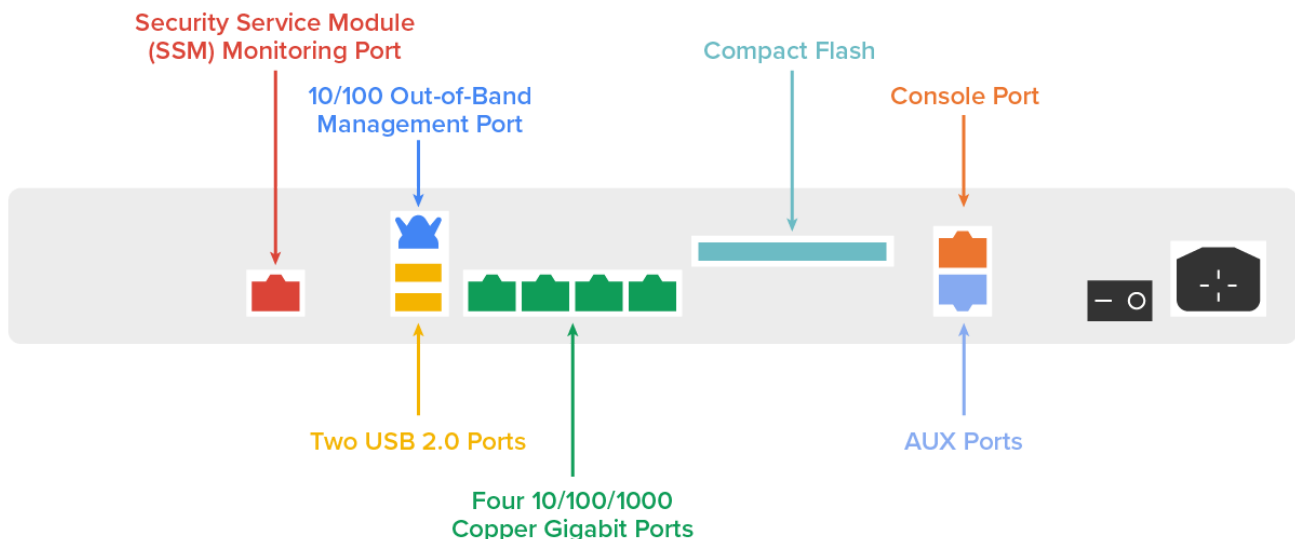 Security Service Module
(SSM) Monitoring Port
10/100 Out-of-Band
Management Port
Compact Flash
Console Port
Two USB 2.0 Ports
AUX Ports
Four 10/100/1000
Copper Gigabit Ports